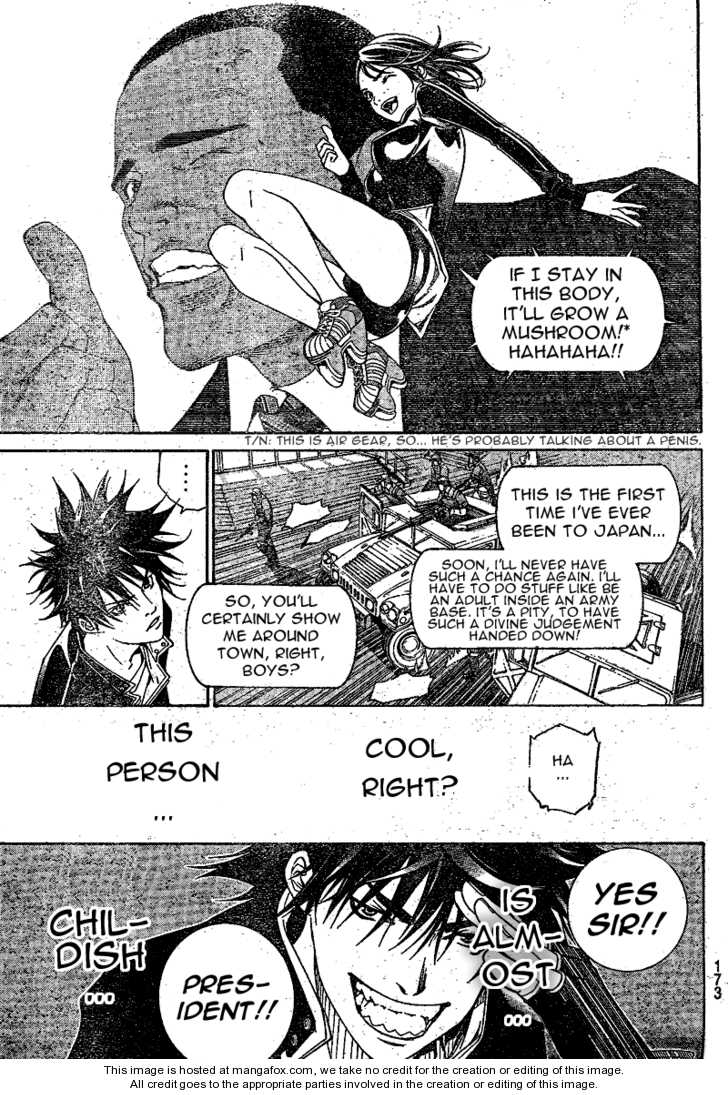 IF I STAY IN
THIS BODY,
IT'LL GROW A
MUSHROOM!*
HAHAHAHA!!
T/N: THIS IS AIR GEAR, SO... HE'S PROBABLY TALKING ABOUT A PENIS.
...
THIS IS THE FIRST
TIME I'VE EVER
BEEN TO JAPAN...
SOON, I'LL NEVER HAVE
SUCH A CHANCE AGAIN. I'LL
HAVE TO DO STUFF LIKE BE
AN ADULT INSIDE AN ARMY
BASE. IT'S A PITY, TO HAVE
SUCH A DIVINE JUDGEMENT
HANDED DOWN!
SO, YOU'LL
CERTAINLY SHOW
ME AROUND
TOWN, RIGHT,
BOYS?
THIS
PERSON
...
COOL,
RIGHT?
HA
...
YES
SIR!!
IS
ALM-
OST
...
CHIL-
DISH
...
PRES-
IDENT!!
173
This image is hosted at mangafox.com, we take no credit for the creation or editing of this image.
All credit goes to the appropriate parties involved in the creation or editing of this image.